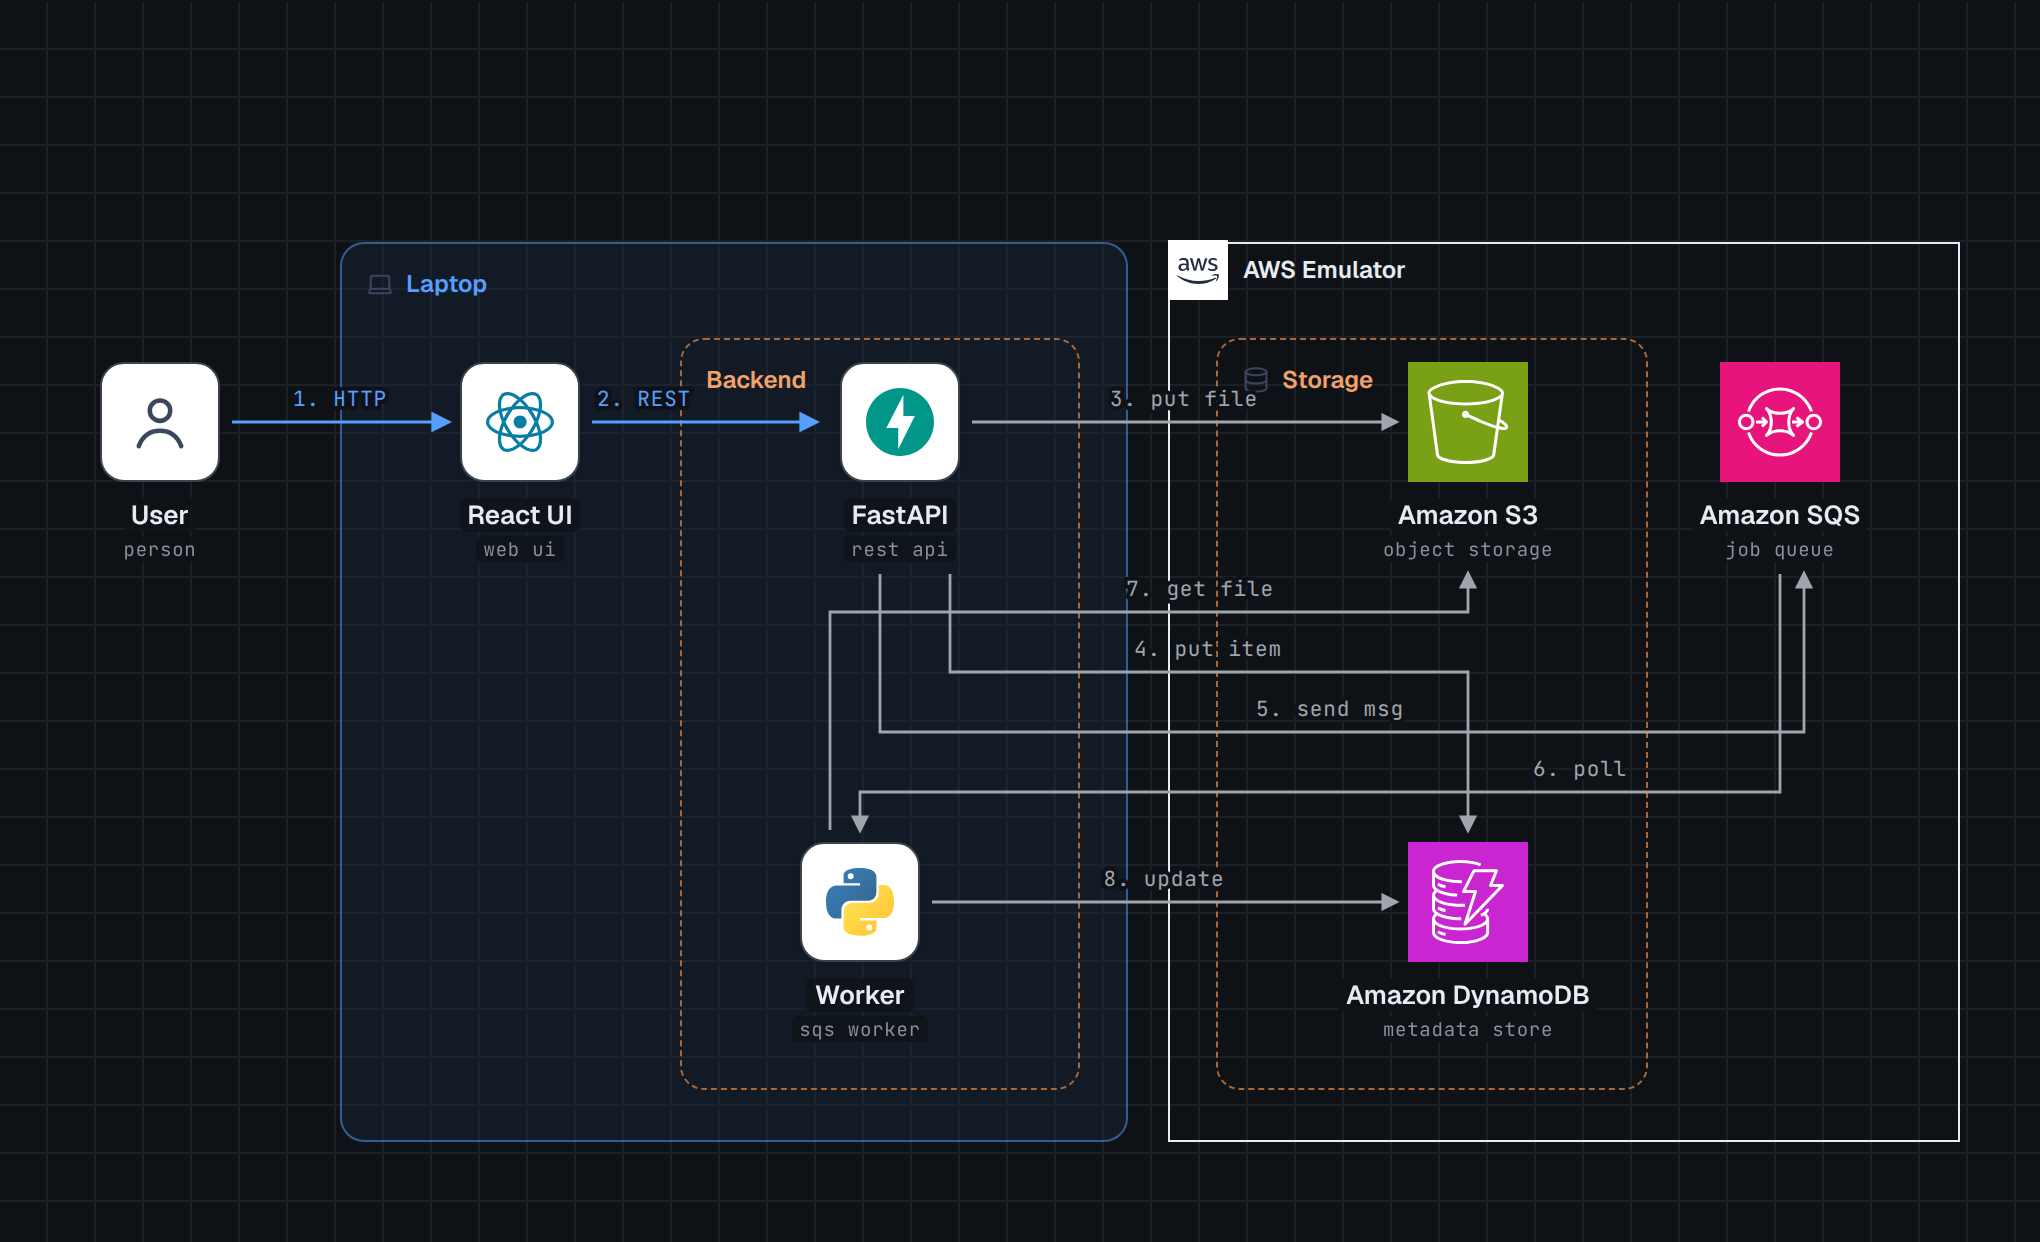 aws
AWS Emulator
Laptop
Backend
Storage
1. HTTP
2. REST
3. put file
User
person
React UI
web ui
FastAPI
rest api
Amazon S3
object storage
Amazon SQS
job queue
7. get file
4. put item
5. send msg
6. poll
8. update
Worker
sqs worker
Amazon DynamoDB
metadata store